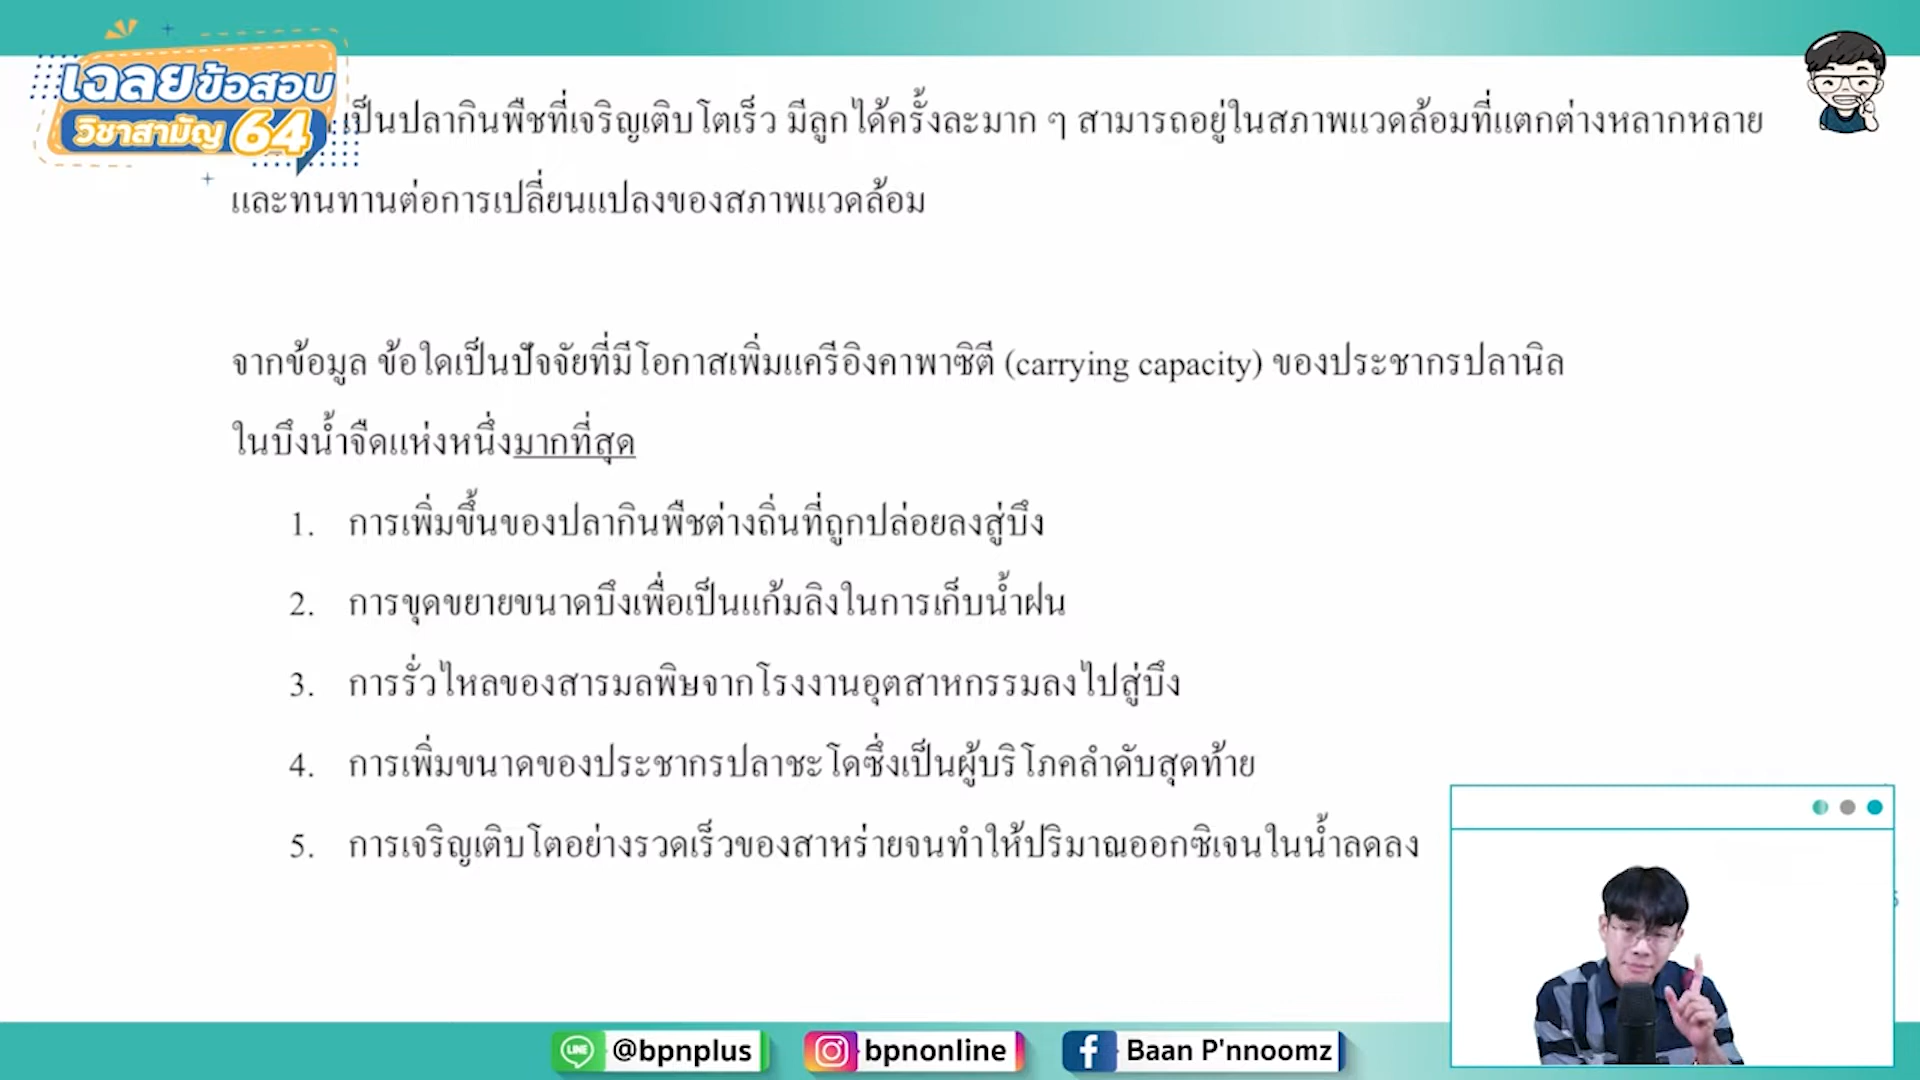 เฉลยข้อสอบ
วิชาสามัญ 64
เป็นปลากินพืชที่เจริญเติบโตเร็ว มีลูกได้ครั้งละมาก ๆ สามารถอยู่ในสภาพแวดล้อมที่แตกต่างหลากหลาย
และทนทานต่อการเปลี่ยนแปลงของสภาพแวดล้อม
จากข้อมูล ข้อใดเป็นปัจจัยที่มีโอกาสเพิ่มแครีอิงคาพาซิตี (carrying capacity) ของประชากรปลานิล
ในบึงน้ำจืดแห่งหนึ่งมากที่สุด
1. การเพิ่มขึ้นของปลากินพืชต่างถิ่นที่ถูกปล่อยลงสู่บึง
2. การขุดขยายขนาดบึงเพื่อเป็นแก้มลิงในการเก็บน้ำฝน
3. การรั่วไหลของสารมลพิษจากโรงงานอุตสาหกรรมลงไปสู่บึง
4. การเพิ่มขนาดของประชากรปลาชะโดซึ่งเป็นผู้บริโภคลำดับสุดท้าย
5. การเจริญเติบโตอย่างรวดเร็วของสาหร่ายจนทำให้ปริมาณออกซิเจนในน้ำลดลง
LINE @bpnplus bpnonline Baan P'nnoomz